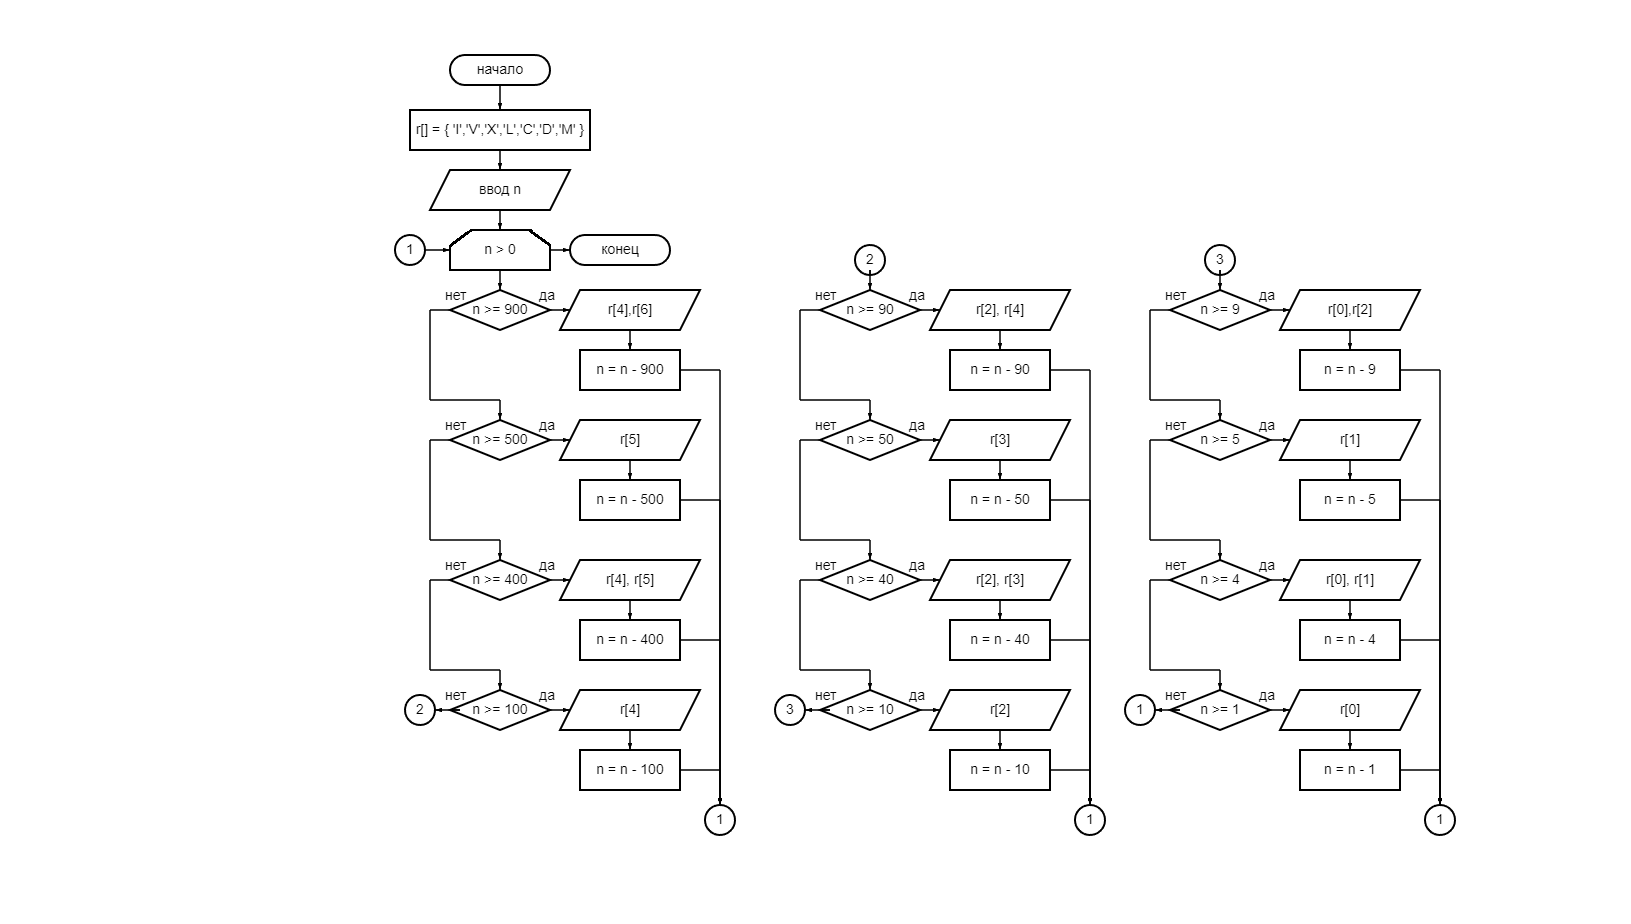 начало
r[] = { 'I','V','X','L','C','D','M' }
ввод n
1
n > 0
конец
нет
n >= 900
да
r[4],r[6]
n = n - 900
нет
n >= 500
да
r[5]
n = n - 500
нет
n >= 400
да
r[4], r[5]
n = n - 400
2
нет
n >= 100
да
r[4]
n = n - 100
1
2
нет
n >= 90
да
r[2], r[4]
n = n - 90
нет
n >= 50
да
r[3]
n = n - 50
нет
n >= 40
да
r[2], r[3]
n = n - 40
3
нет
n >= 10
да
r[2]
n = n - 10
1
3
нет
n >= 9
да
r[0],r[2]
n = n - 9
нет
n >= 5
да
r[1]
n = n - 5
нет
n >= 4
да
r[0], r[1]
n = n - 4
1
нет
n >= 1
да
r[0]
n = n - 1
1